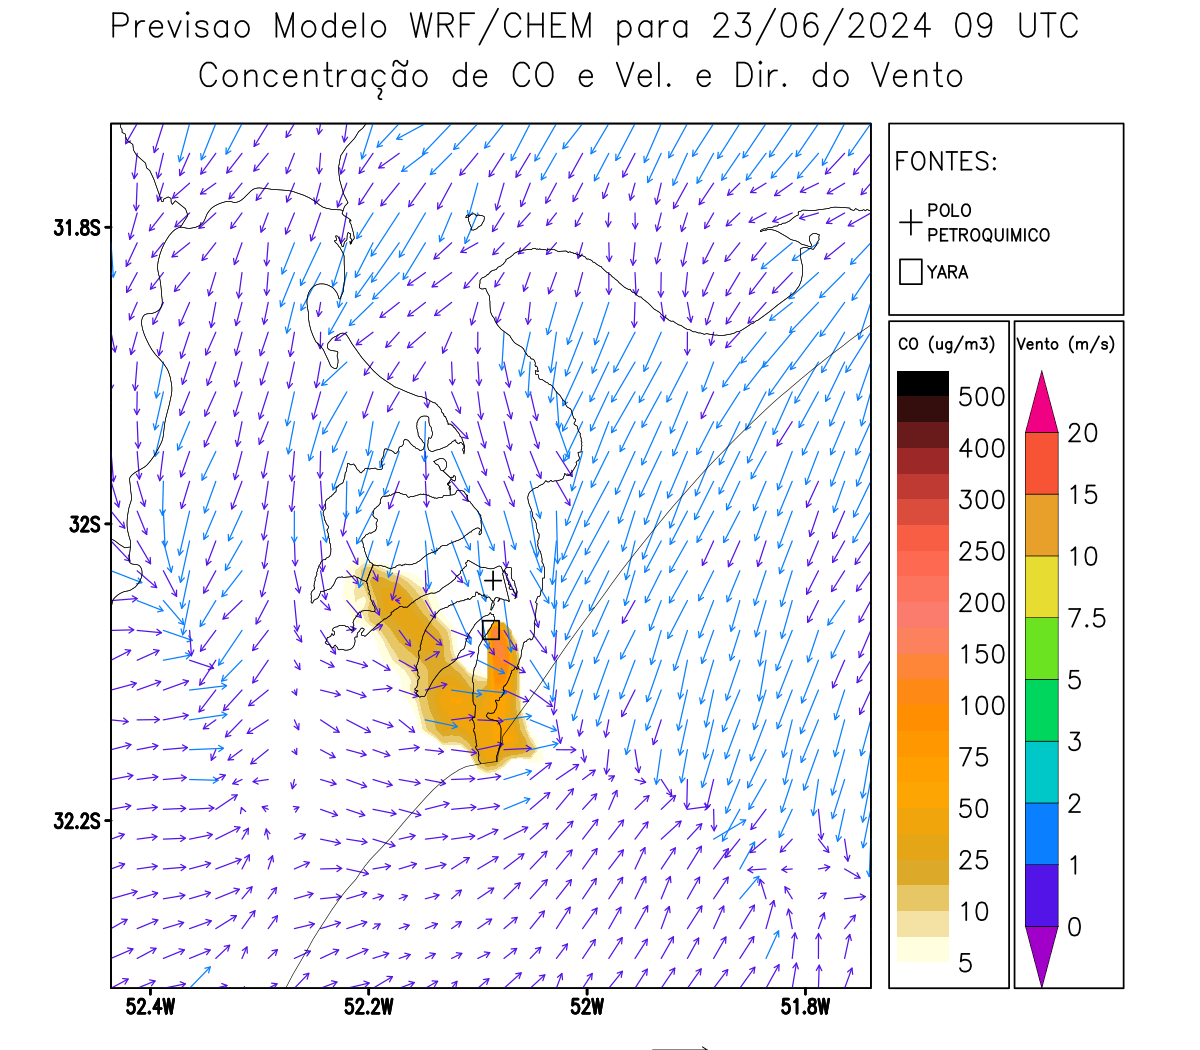 Previsao Modelo WRF/CHEM para 23/06/2024 09 UTC
Concentração de CO e Vel. e Dir. do Vento
FONTES:
POLO
PETROQUIMICO
YARA
CO (ug/m3)
500
400
300
250
200
150
100
75
50
25
10
5
Vento (m/s)
20
15
10
7.5
5
3
2
1
0
31.8S
32S
32.2S
52.4W
52.2W
52W
51.8W